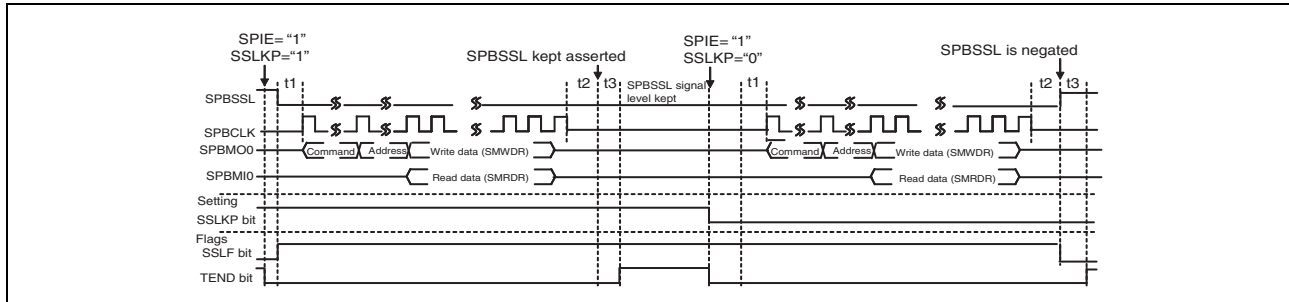 SPIE= “1”
SSLKP=“1”
SPBSSL kept asserted
SPIE= “1”
SSLKP=“0”
SPBSSL is negated
t1
t2
t3
SPBSSL signal
level kept
t1
t2
t3
SPBSSL
SPBCLK
SPBMO0
Command
Address
Write data (SMWDR)
Command
Address
Write data (SMWDR)
SPBMI0
Read data (SMRDR)
Read data (SMRDR)
Setting
SSLKP bit
Flags
SSLF bit
TEND bit